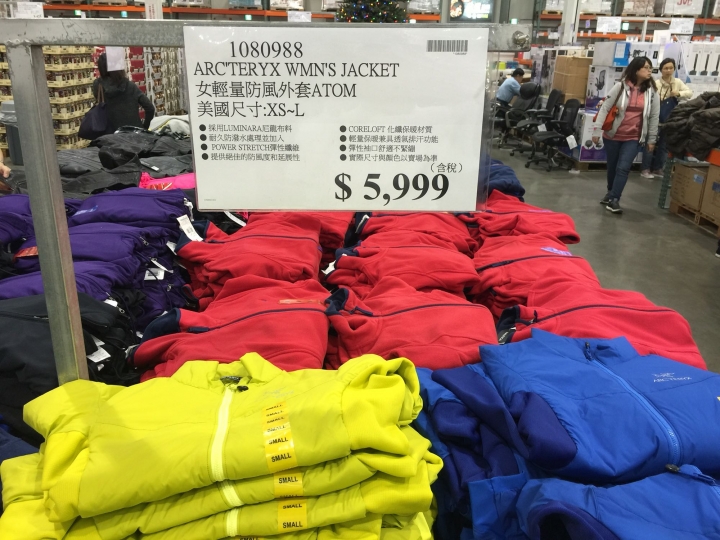 1080988
ARC'TERYX WMN'S JACKET
女輕量防風外套ATOM
美國尺寸:XS~L
● 採用LUMINARA尼龍布料
● 耐久防潑水處理並加入
● POWER STRETCH彈性纖維
● 提供絕佳的防風度和延展性
● CORELOFT 化纖保暖材質
● 輕量保暖兼具透氣排汗功能
● 彈性袖口舒適不緊繃
● 實際尺寸與顏色以賣場為準
(含稅)
$ 5,999
SMALL
SMALL
SMALL
SMALL
SMALL
SMALL
ARC'TERYX